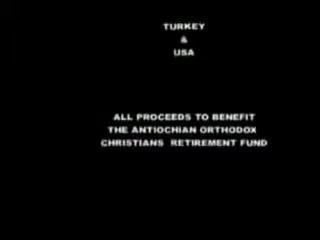 TURKEY
&
USA
ALL PROCEEDS TO BENEFIT
THE ANTIOCHIAN ORTHODOX
CHRISTIANS RETIREMENT FUND